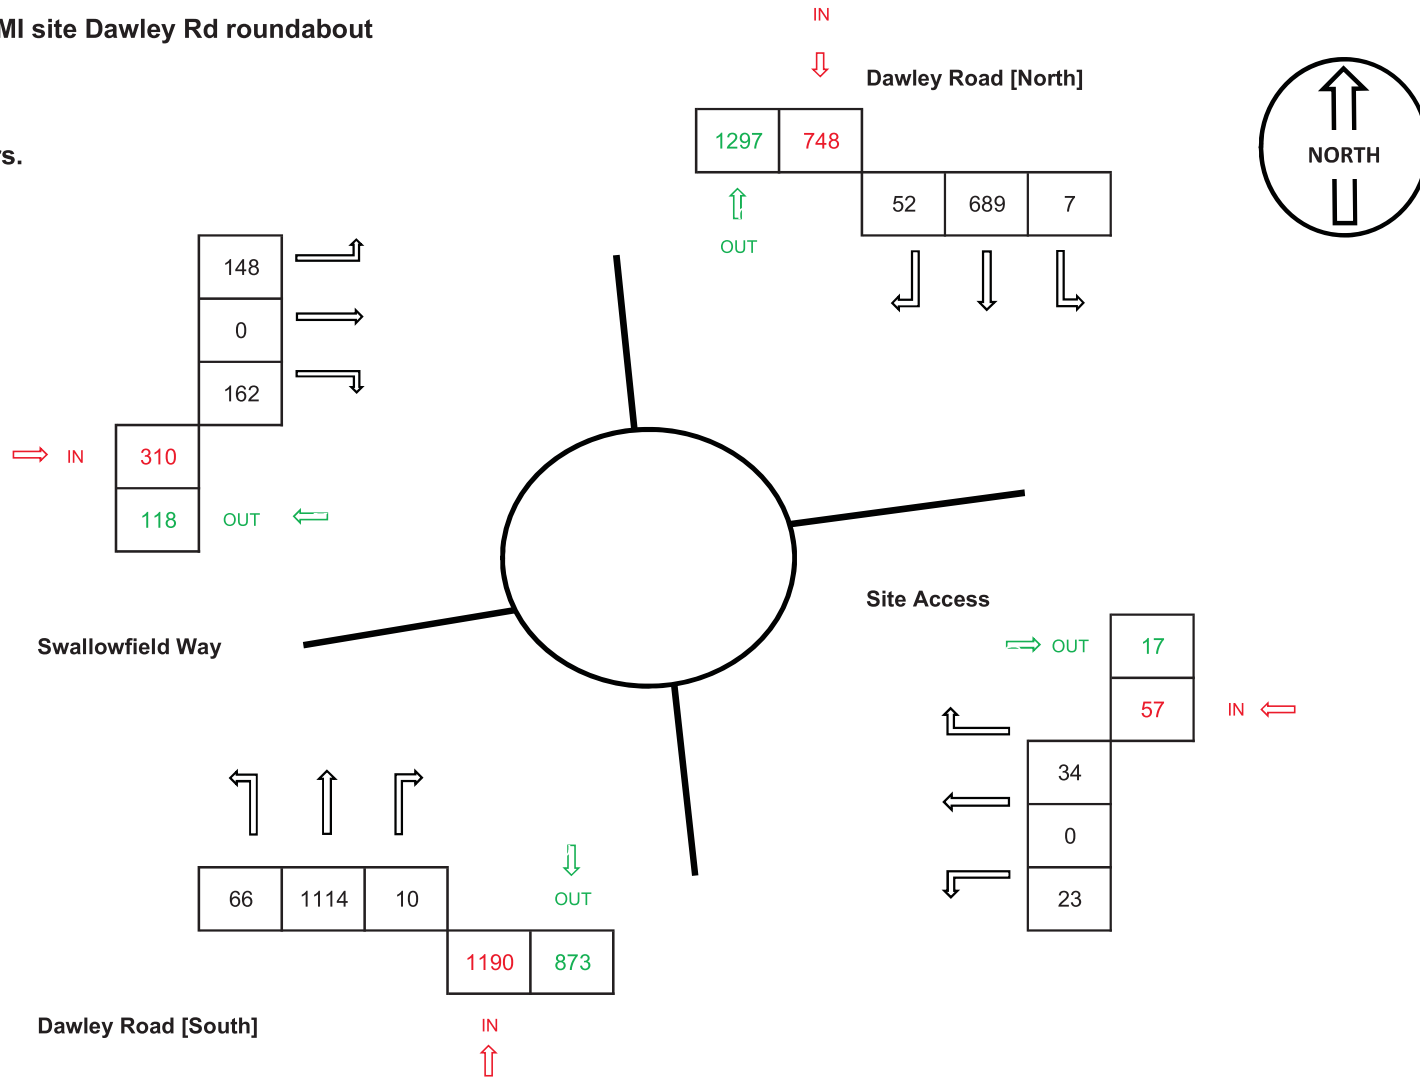 MI site Dawley Rd roundabout
IN
Dawley Road [North]
1297 748
NORTH
rs.
52 689 7
OUT
148
0
162
IN 310
118 OUT
Site Access
Swallowfield Way
OUT 17
57 IN
34
0
23
66 1114 10
OUT
1190 873
Dawley Road [South]
IN